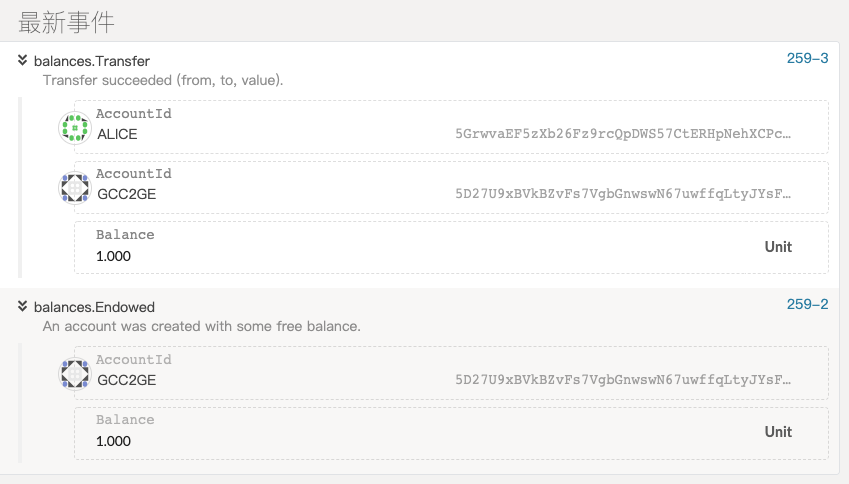 最新事件
balances.Transfer 259-3
Transfer succeeded (from, to, value).
AccountId
ALICE 5GrwvaEF5zXb26Fz9rcQpDWS57CtERHpNehXCPc…
AccountId
GCC2GE 5D27U9xBVkBZvFs7VgbGnwswN67uwffqLtyJYsF…
Balance
1.000 Unit
balances.Endowed 259-2
An account was created with some free balance.
AccountId
GCC2GE 5D27U9xBVkBZvFs7VgbGnwswN67uwffqLtyJYsF…
Balance
1.000 Unit